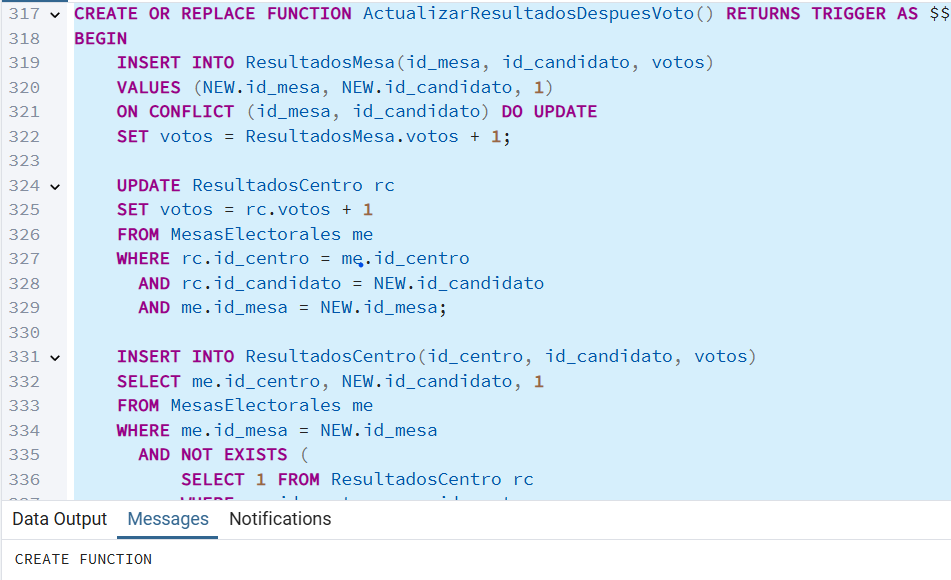 317 CREATE OR REPLACE FUNCTION ActualizarResultadosDespuesVoto() RETURNS TRIGGER AS $$
318 BEGIN
319 INSERT INTO ResultadosMesa(id_mesa, id_candidato, votos)
320 VALUES (NEW.id_mesa, NEW.id_candidato, 1)
321 ON CONFLICT (id_mesa, id_candidato) DO UPDATE
322 SET votos = ResultadosMesa.votos + 1;
323
324 UPDATE ResultadosCentro rc
325 SET votos = rc.votos + 1
326 FROM MesasElectorales me
327 WHERE rc.id_centro = me.id_centro
328 AND rc.id_candidato = NEW.id_candidato
329 AND me.id_mesa = NEW.id_mesa;
330
331 INSERT INTO ResultadosCentro(id_centro, id_candidato, votos)
332 SELECT me.id_centro, NEW.id_candidato, 1
333 FROM MesasElectorales me
334 WHERE me.id_mesa = NEW.id_mesa
335 AND NOT EXISTS (
336 SELECT 1 FROM ResultadosCentro rc
Data Output Messages Notifications
CREATE FUNCTION